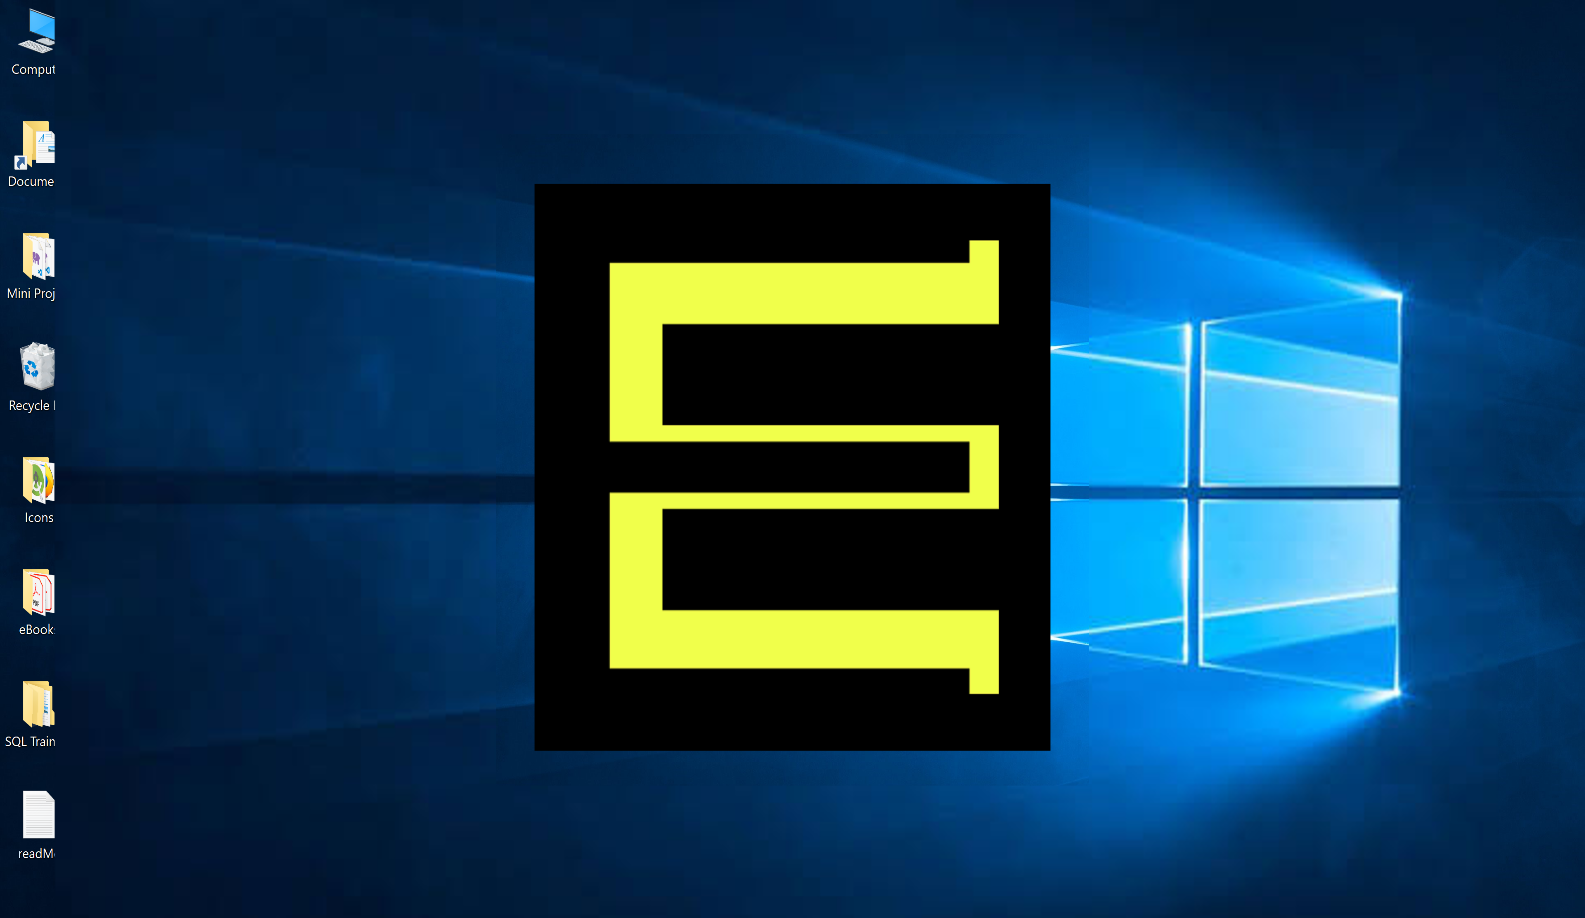 Comput
Docume
Mini Proj
Recycle
Icons
eBook
SQL Train
readM